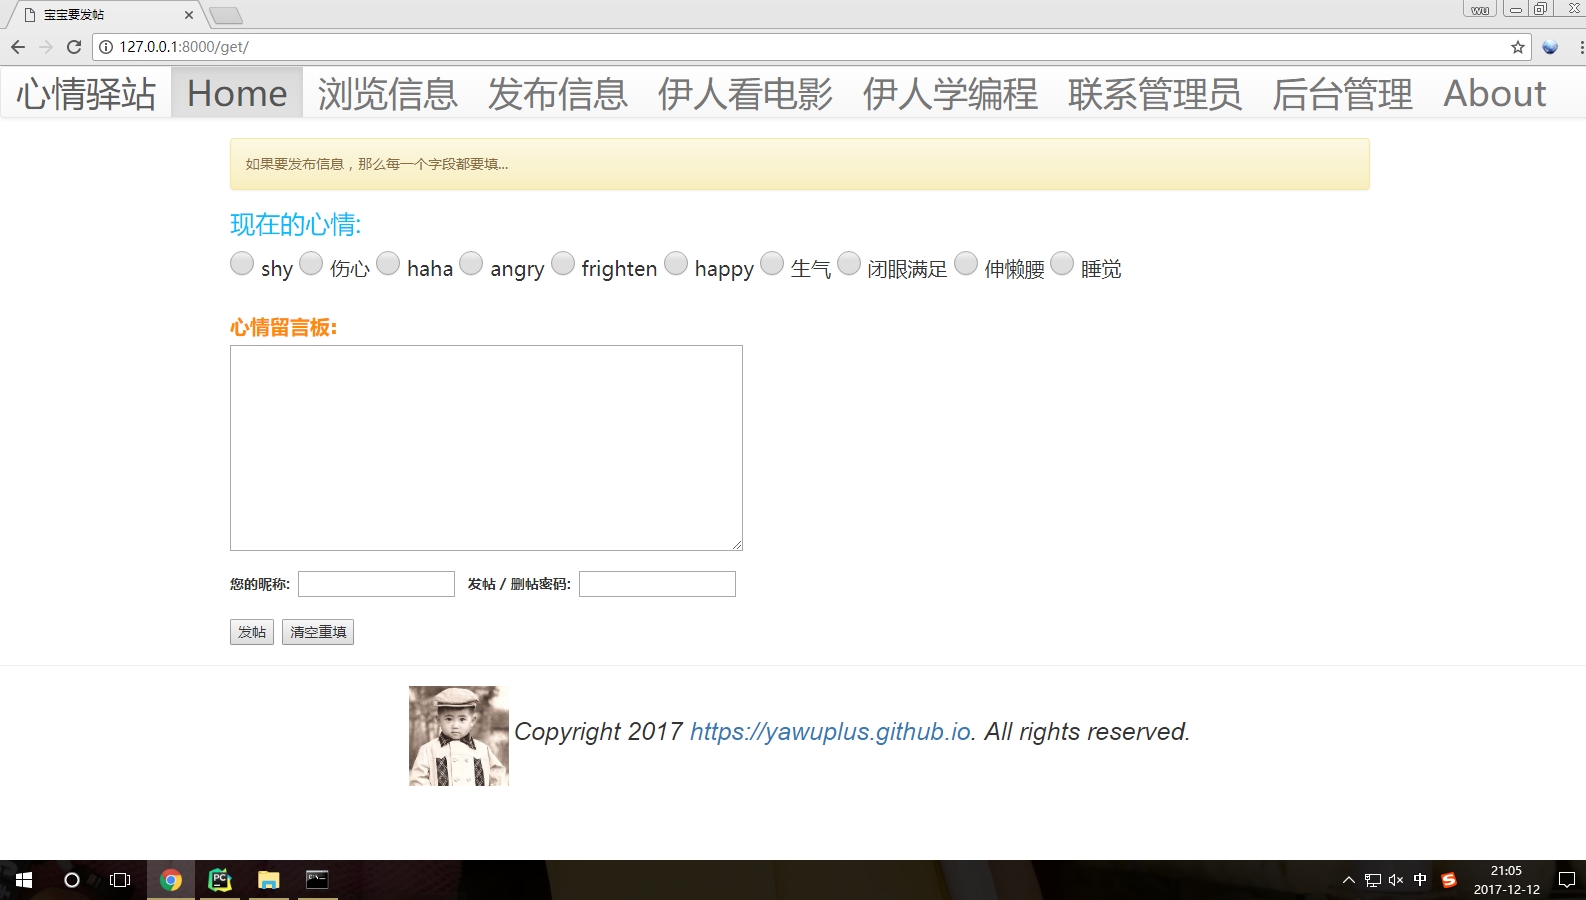 宝宝要发帖
wu
127.0.0.1:8000/get/
心情驿站 Home 浏览信息 发布信息 伊人看电影 伊人学编程 联系管理员 后台管理 About
如果要发布信息，那么每一个字段都要填...
现在的心情:
shy 伤心 haha angry frighten happy 生气 闭眼满足 伸懒腰 睡觉
心情留言板:
您的昵称: 发帖 / 删帖密码:
发帖 清空重填
Copyright 2017 https://yawuplus.github.io. All rights reserved.
PC
中
S
21:05
2017-12-12